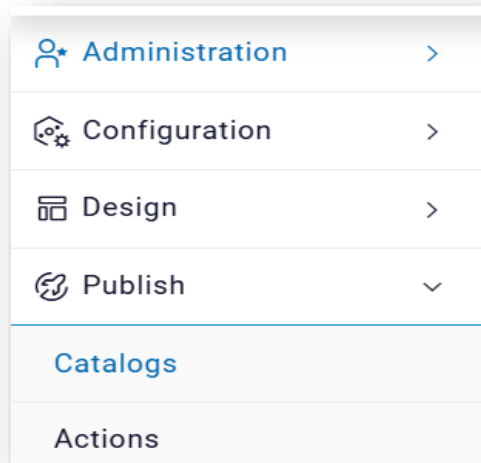 Administration
Configuration
Design
Publish
Catalogs
Actions